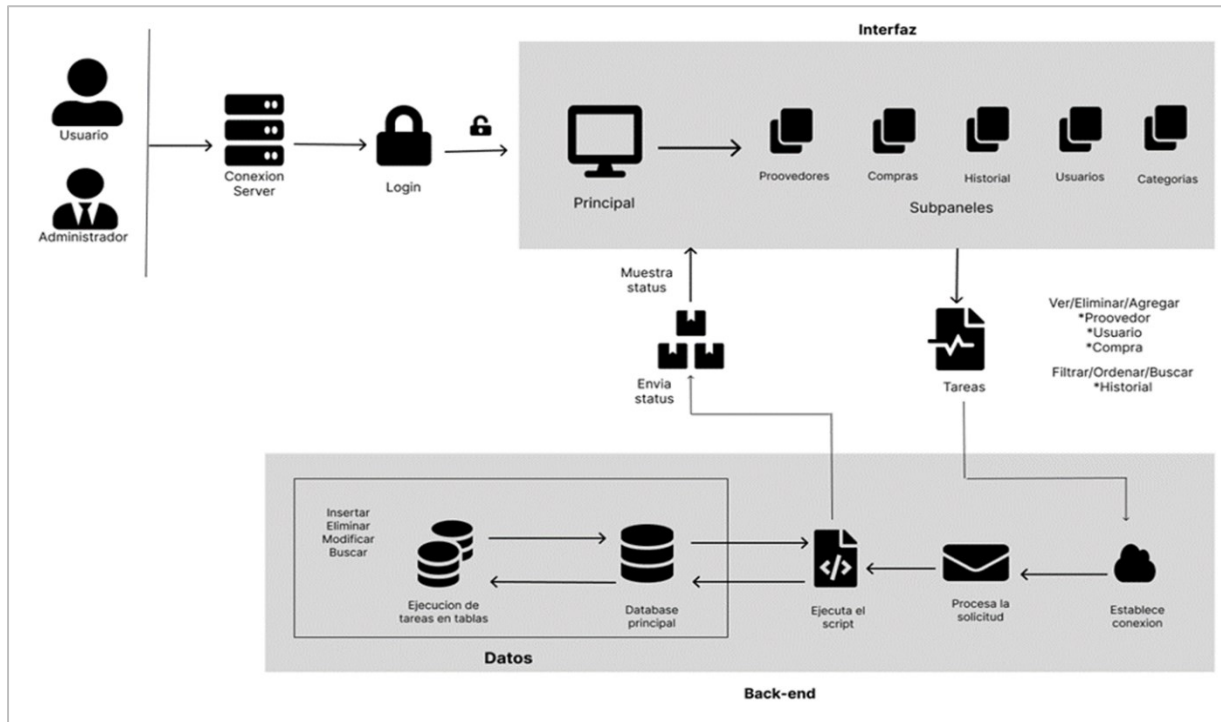 Interfaz
Usuario
Administrador
Conexion
Server
Login
Principal
Proovedores
Compras
Historial
Usuarios
Categorias
Subpaneles
Muestra
status
Envia
status
Tareas
Ver/Eliminar/Agregar
*Proovedor
*Usuario
*Compra
Filtrar/Ordenar/Buscar
*Historial
Insertar
Eliminar
Modificar
Buscar
Ejecucion de
tareas en tablas
Database
principal
Ejecuta el
script
Procesa la
solicitud
Establece
conexion
Datos
Back-end